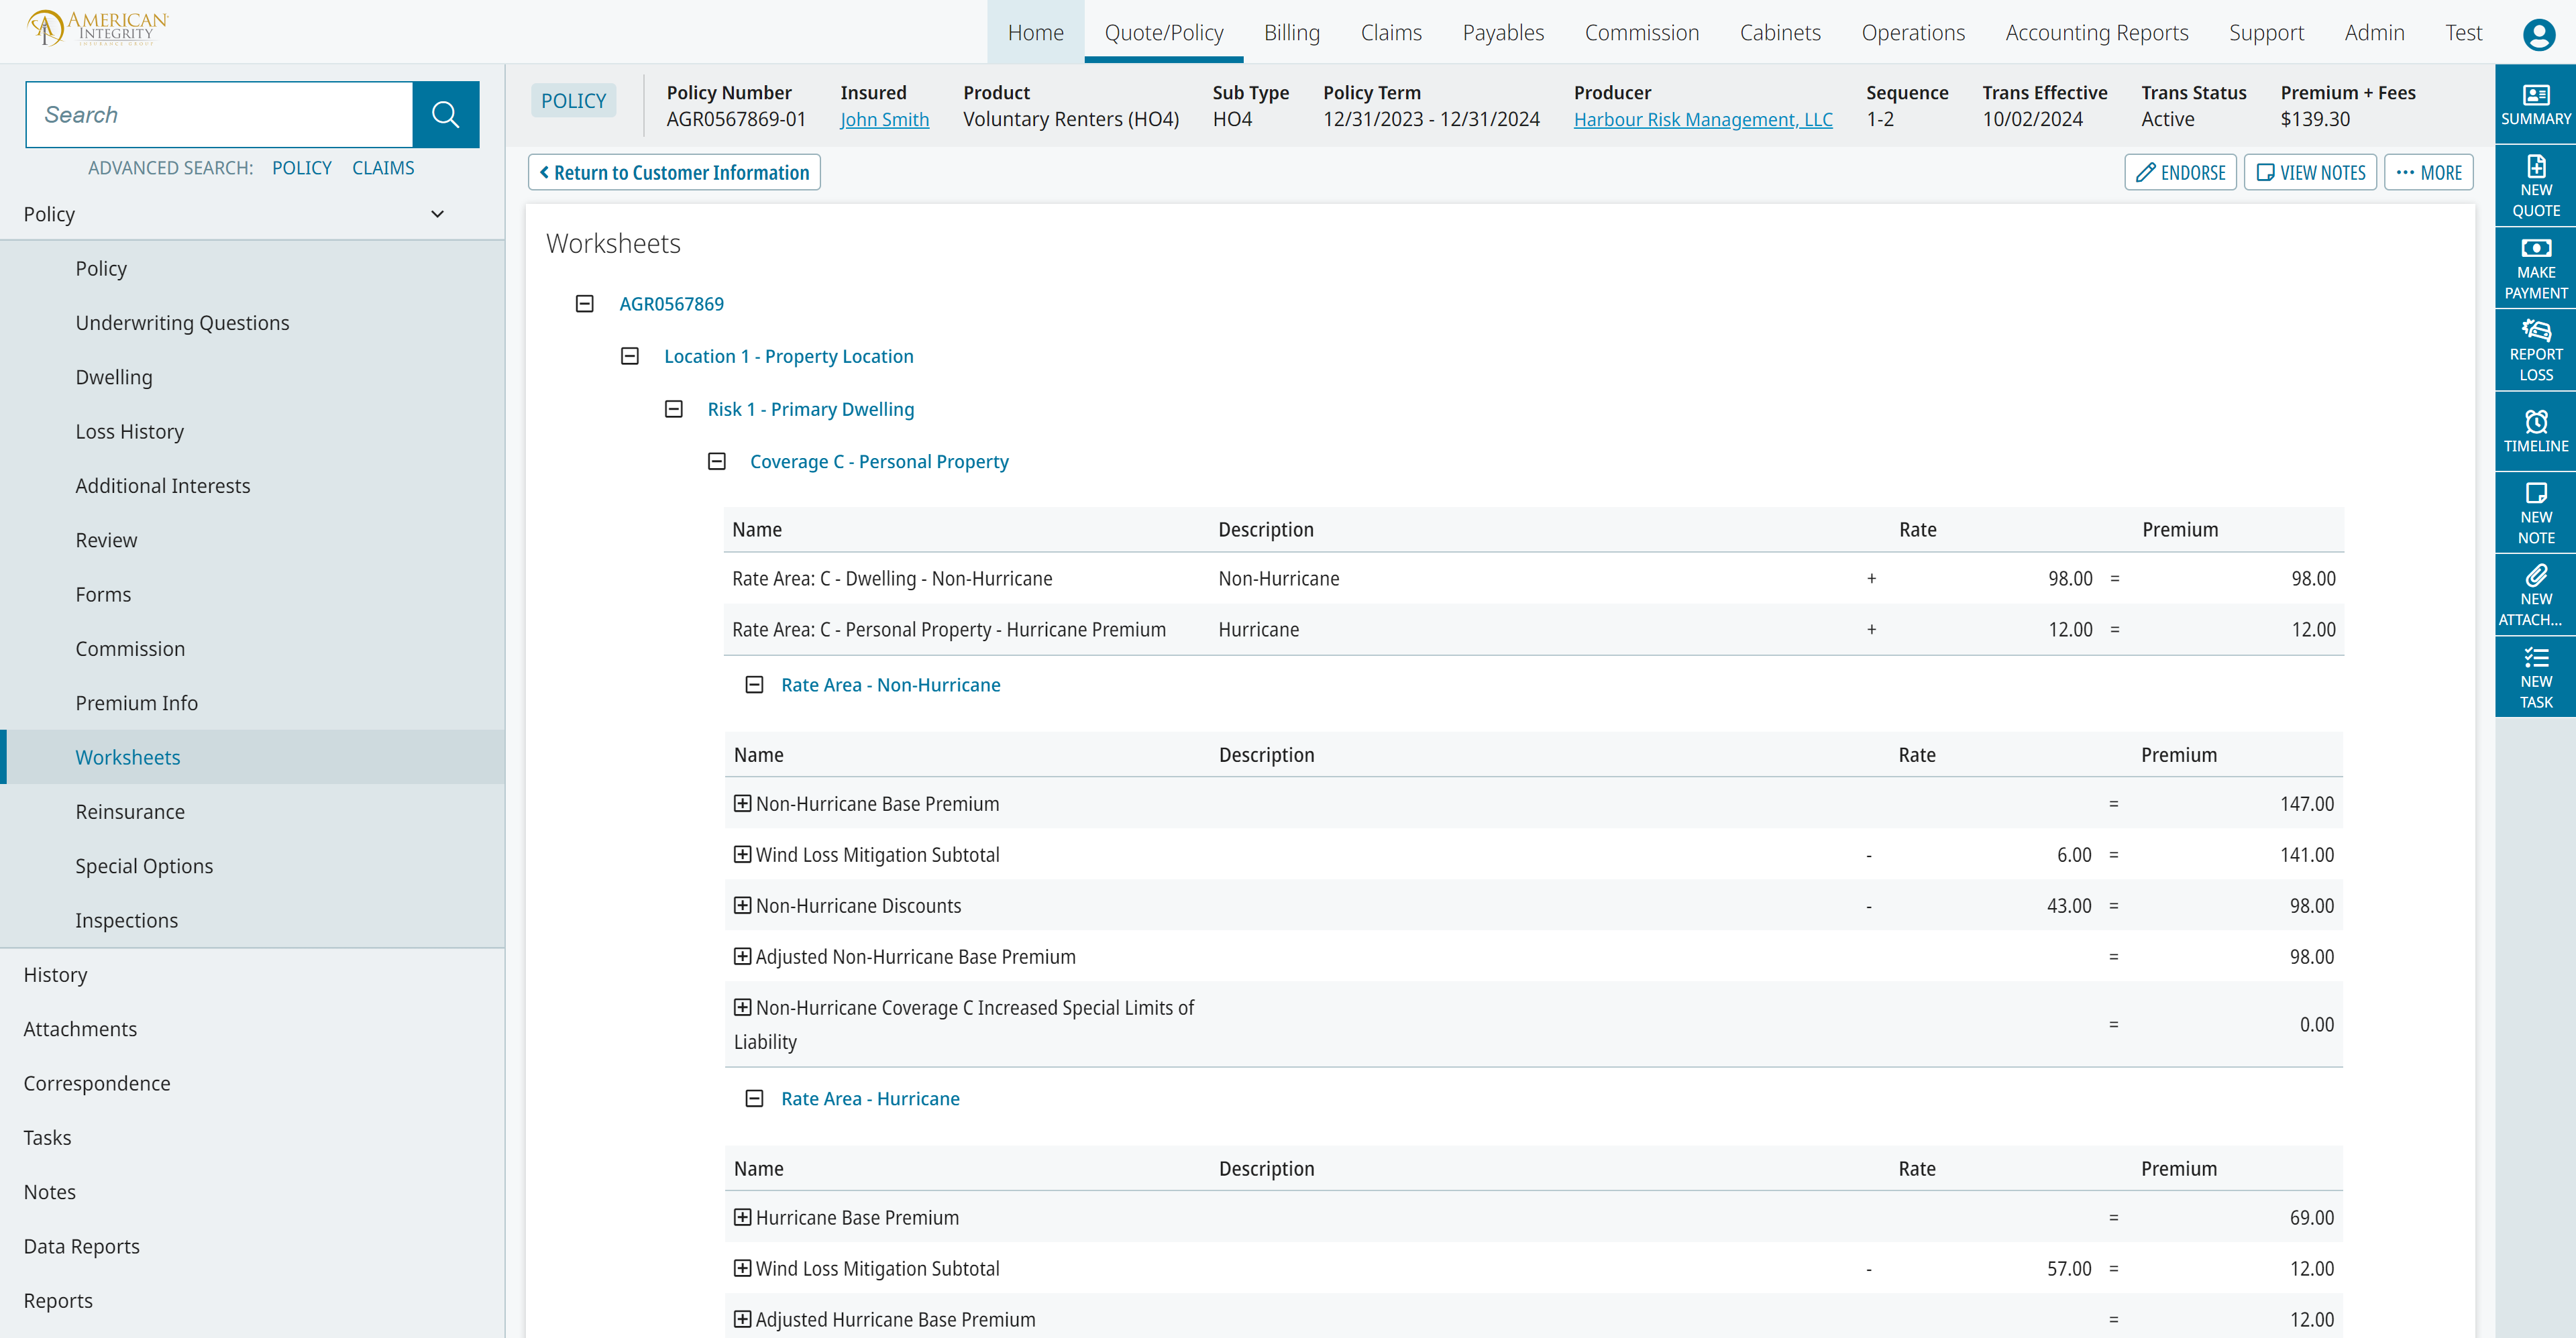 AMERICAN
INTEGRITY
INSURANCE GROUP
Home Quote/Policy Billing Claims Payables Commission Cabinets Operations Accounting Reports Support Admin Test
Search
ADVANCED SEARCH: POLICY CLAIMS
Policy
Policy
Underwriting Questions
Dwelling
Loss History
Additional Interests
Review
Forms
Commission
Premium Info
Worksheets
Reinsurance
Special Options
Inspections
History
Attachments
Correspondence
Tasks
Notes
Data Reports
Reports
POLICY
Policy Number Insured Product Sub Type Policy Term Producer Sequence Trans Effective Trans Status Premium + Fees
AGR0567869-01 John Smith Voluntary Renters (HO4) HO4 12/31/2023 - 12/31/2024 Harbour Risk Management, LLC 1-2 10/02/2024 Active $139.30
Return to Customer Information
ENDORSE VIEW NOTES ... MORE
Worksheets
AGR0567869
Location 1 - Property Location
Risk 1 - Primary Dwelling
Coverage C - Personal Property
Name Description Rate Premium
Rate Area: C - Dwelling - Non-Hurricane Non-Hurricane + 98.00 = 98.00
Rate Area: C - Personal Property - Hurricane Premium Hurricane + 12.00 = 12.00
Rate Area - Non-Hurricane
Name Description Rate Premium
Non-Hurricane Base Premium = 147.00
Wind Loss Mitigation Subtotal - 6.00 = 141.00
Non-Hurricane Discounts - 43.00 = 98.00
Adjusted Non-Hurricane Base Premium = 98.00
Non-Hurricane Coverage C Increased Special Limits of
Liability = 0.00
Rate Area - Hurricane
Name Description Rate Premium
Hurricane Base Premium = 69.00
Wind Loss Mitigation Subtotal - 57.00 = 12.00
Adjusted Hurricane Base Premium = 12.00
SUMMARY
NEW
QUOTE
MAKE
PAYMENT
REPORT
LOSS
TIMELINE
NEW
NOTE
NEW
ATTACH...
NEW
TASK